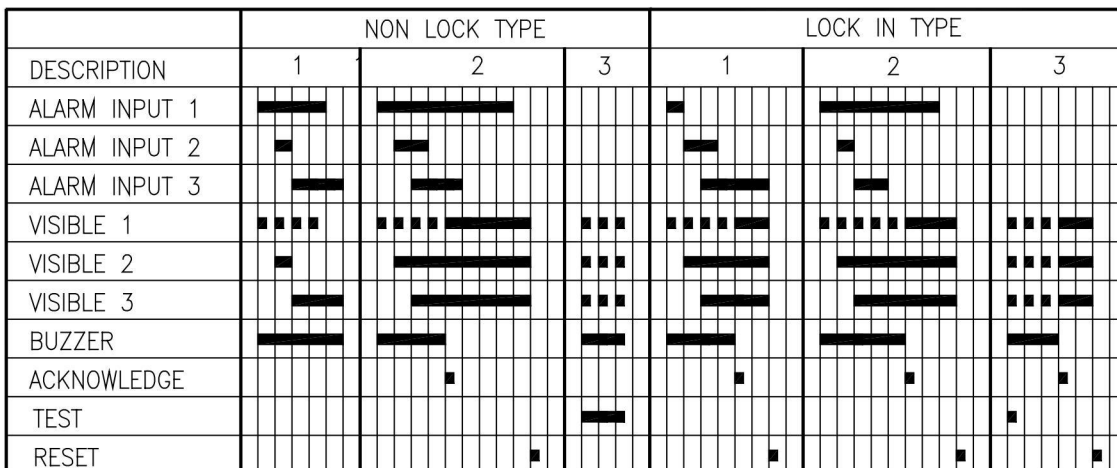 NON LOCK TYPE LOCK IN TYPE
DESCRIPTION 1 1 2 3 1 2 3
ALARM INPUT 1
ALARM INPUT 2
ALARM INPUT 3
VISIBLE 1
VISIBLE 2
VISIBLE 3
BUZZER
ACKNOWLEDGE
TEST
RESET